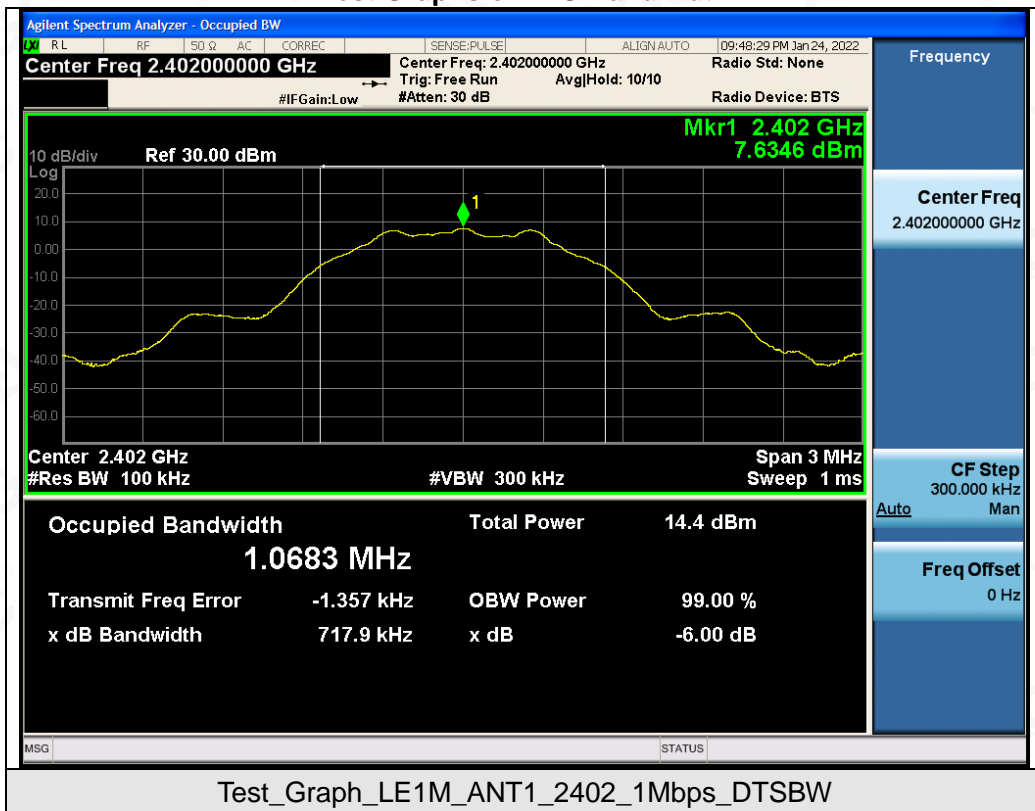 Agilent Spectrum Analyzer - Occupied BW
LXI RL RF 50 Ω AC CORREC SENSE:PULSE ALIGN AUTO 09:48:29 PM Jan 24, 2022
Center Freq 2.402000000 GHz
Center Freq: 2.402000000 GHz
Radio Std: None
Trig: Free Run Avg|Hold: 10/10
#IFGain:Low #Atten: 30 dB Radio Device: BTS
Mkr1 2.402 GHz
7.6346 dBm
10 dB/div Ref 30.00 dBm
Log
20.0
10.0
0.00
-10.0
-20.0
-30.0
-40.0
-50.0
-60.0
1
Center 2.402 GHz Span 3 MHz
#Res BW 100 kHz #VBW 300 kHz Sweep 1 ms
Occupied Bandwidth Total Power 14.4 dBm
1.0683 MHz
Transmit Freq Error -1.357 kHz OBW Power 99.00 %
x dB Bandwidth 717.9 kHz x dB -6.00 dB
Frequency
Center Freq
2.402000000 GHz
CF Step
300.000 kHz
Auto Man
Freq Offset
0 Hz
MSG STATUS
Test_Graph_LE1M_ANT1_2402_1Mbps_DTSBW